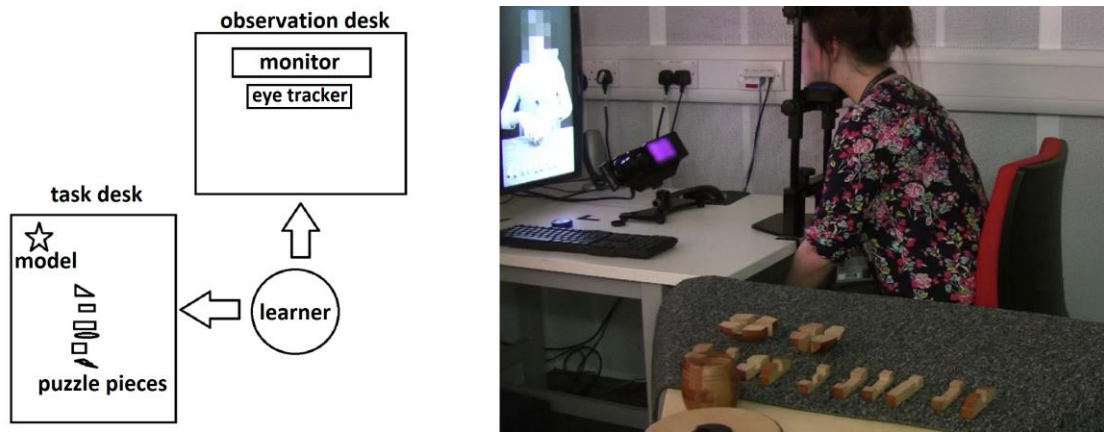 observation desk
monitor
eye tracker
task desk
model
learner
puzzle pieces